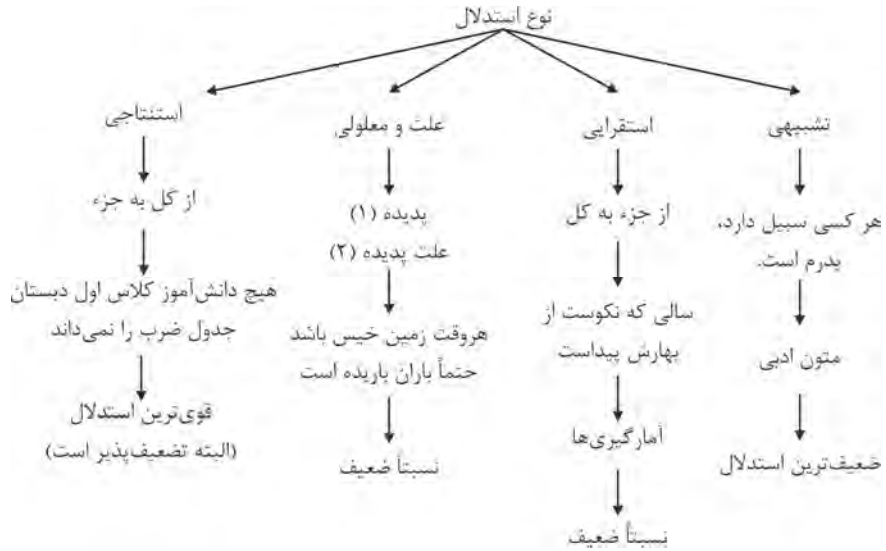 نوع استدلال
تشبیهی
هر کسی سبیل دارد،
پدرم است.
متون ادبی
ضعیف‌ترین استدلال
استقرایی
از جزء به کل
سالی که نکوست از
بهارش پیداست
آمارگیری‌ها
نسبتاً ضعیف
علت و معلولی
پدیده (۱)
علت پدیده (۲)
هروقت زمین خیس باشد
حتماً باران باریده است
نسبتاً ضعیف
استنتاجی
از کل به جزء
هیچ دانش‌آموز کلاس اول دبستان
جدول ضرب را نمی‌داند
قوی‌ترین استدلال
(البته تضعیف‌پذیر است)